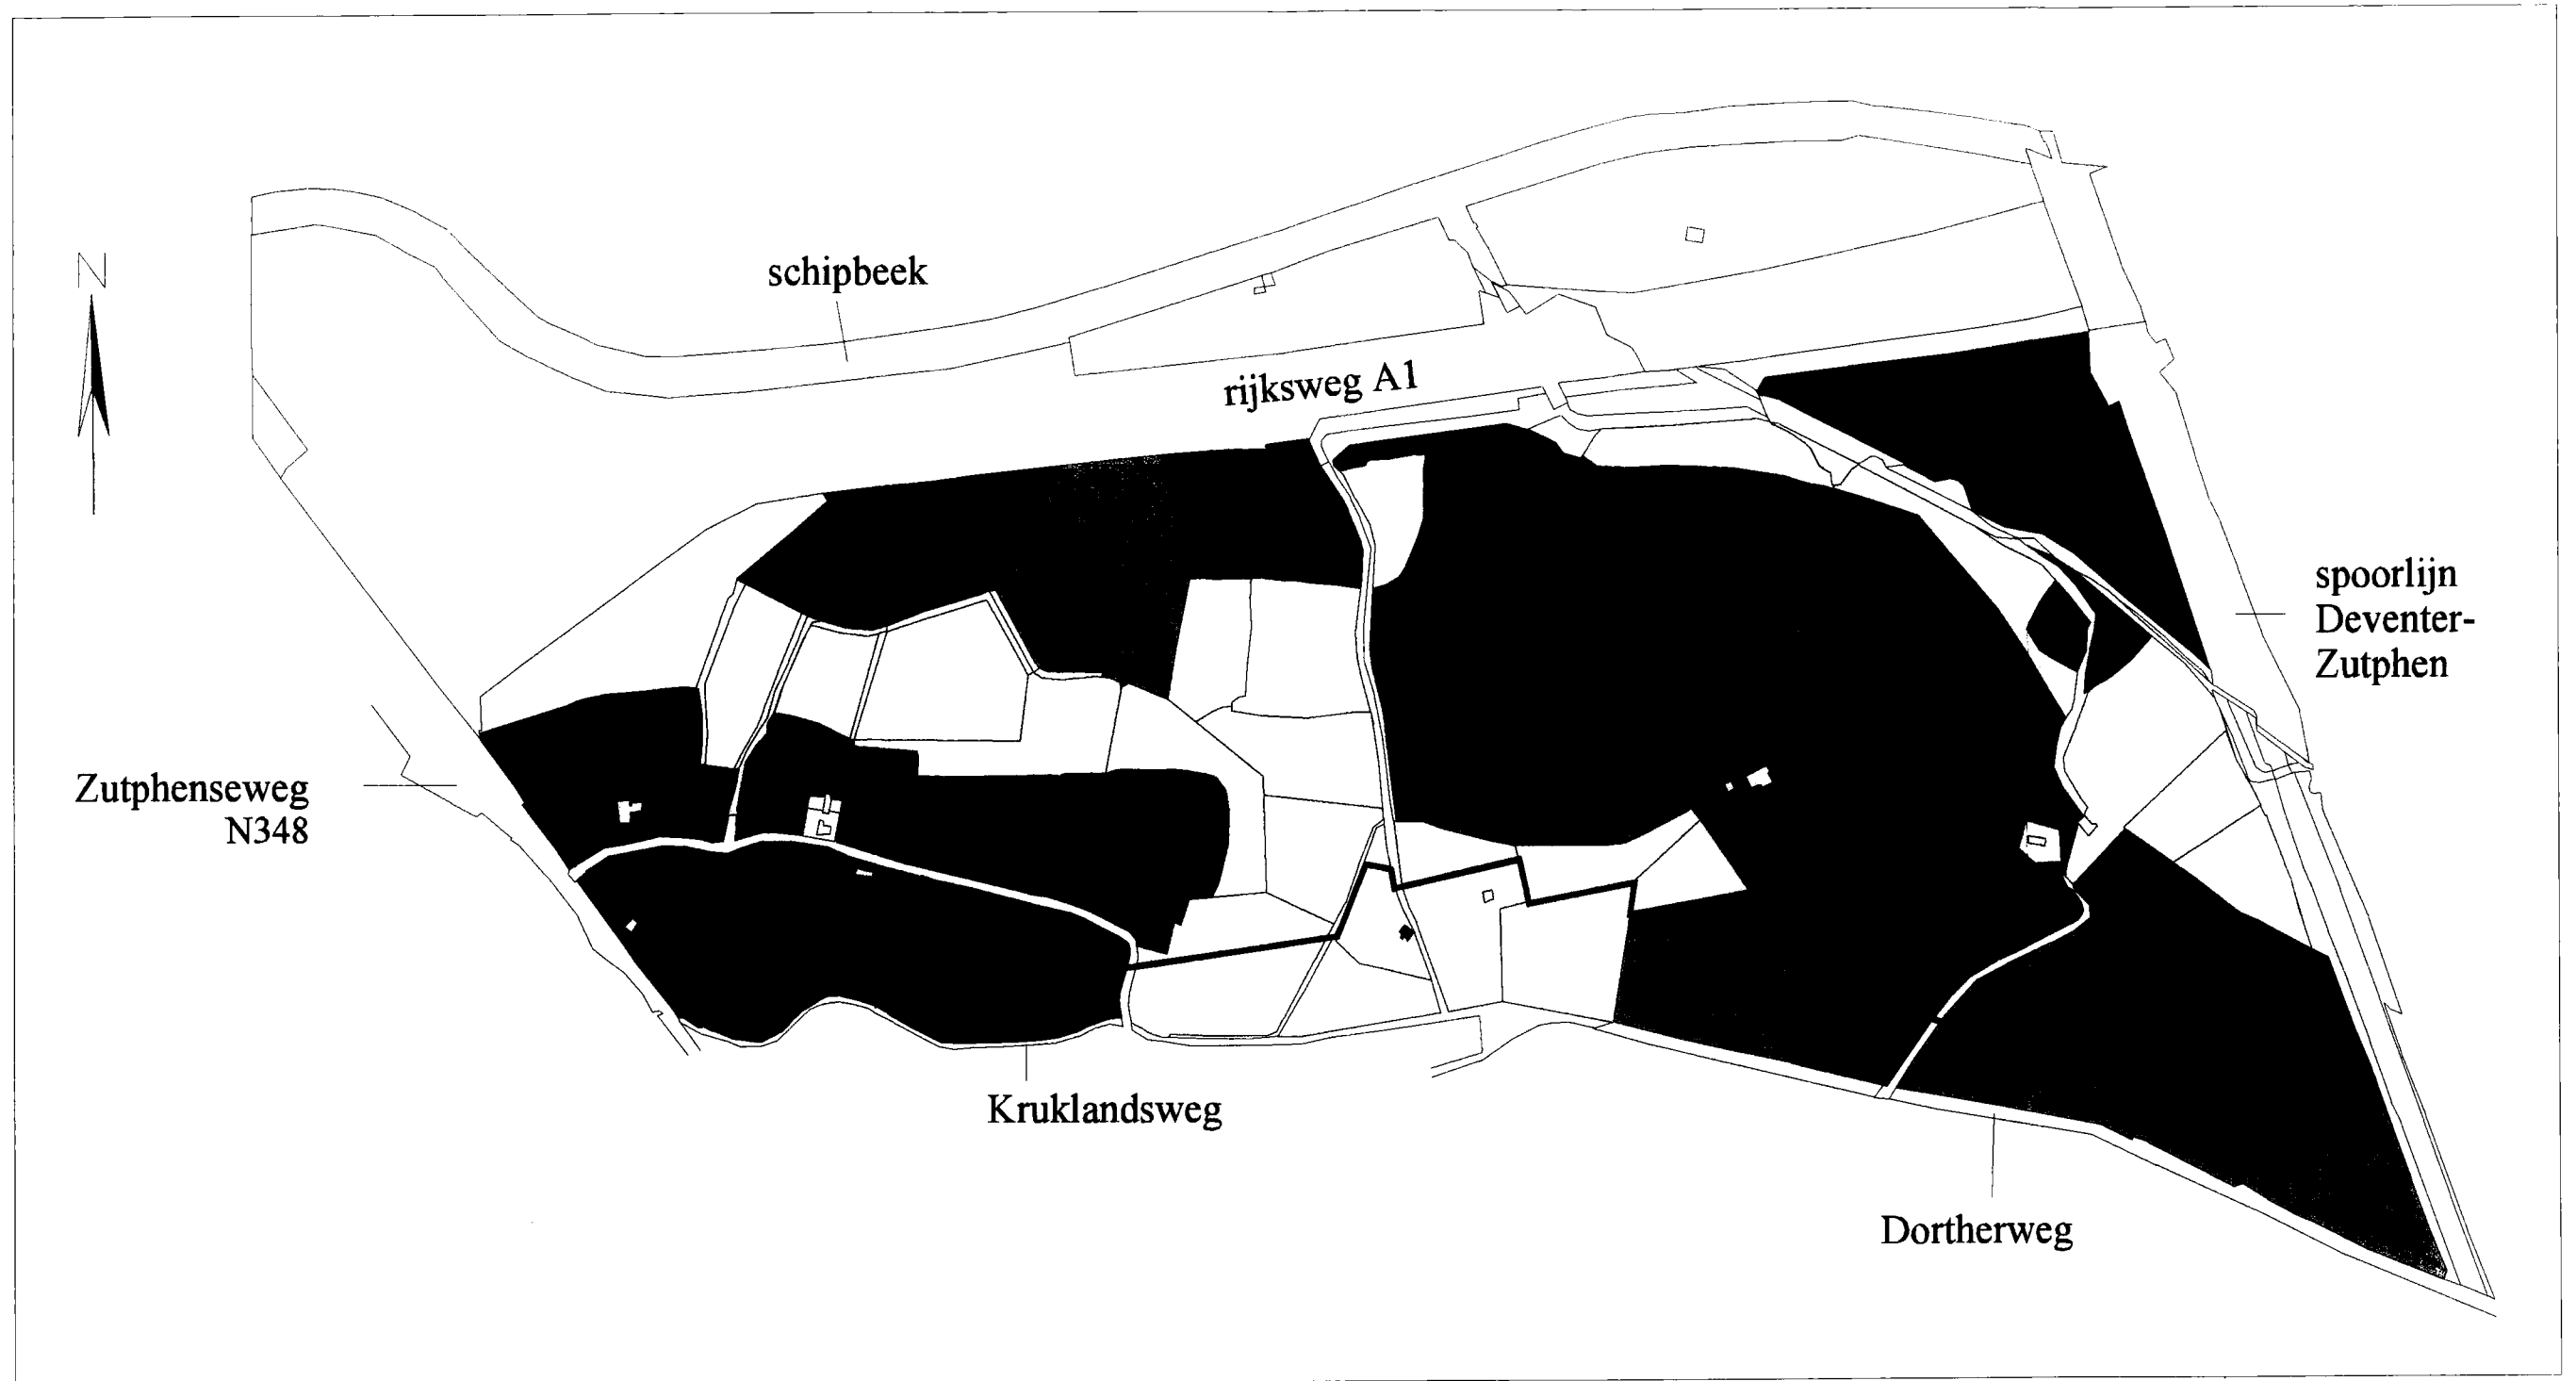 N
schipbeek
rijksweg A1
spoorlijn
Deventer-
Zutphen
Zutphenseweg
N348
Kruklandsweg
Dortherweg